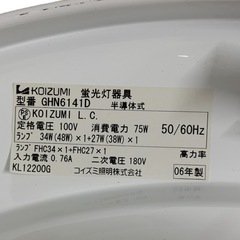 KOIZUMI 蛍光灯器具
型番 GHN6141D 半導体式
KOIZUMI L.C.
定格電圧 100V 消費電力 75W 50/60Hz
ランプ 34W(48W)×1+27W(38W)×1
ランプ FHC34×1+FHC27×1 高力率
入力電流 0.76A 二次電圧 180V
KL12200G コイズミ照明株式会社 06年製